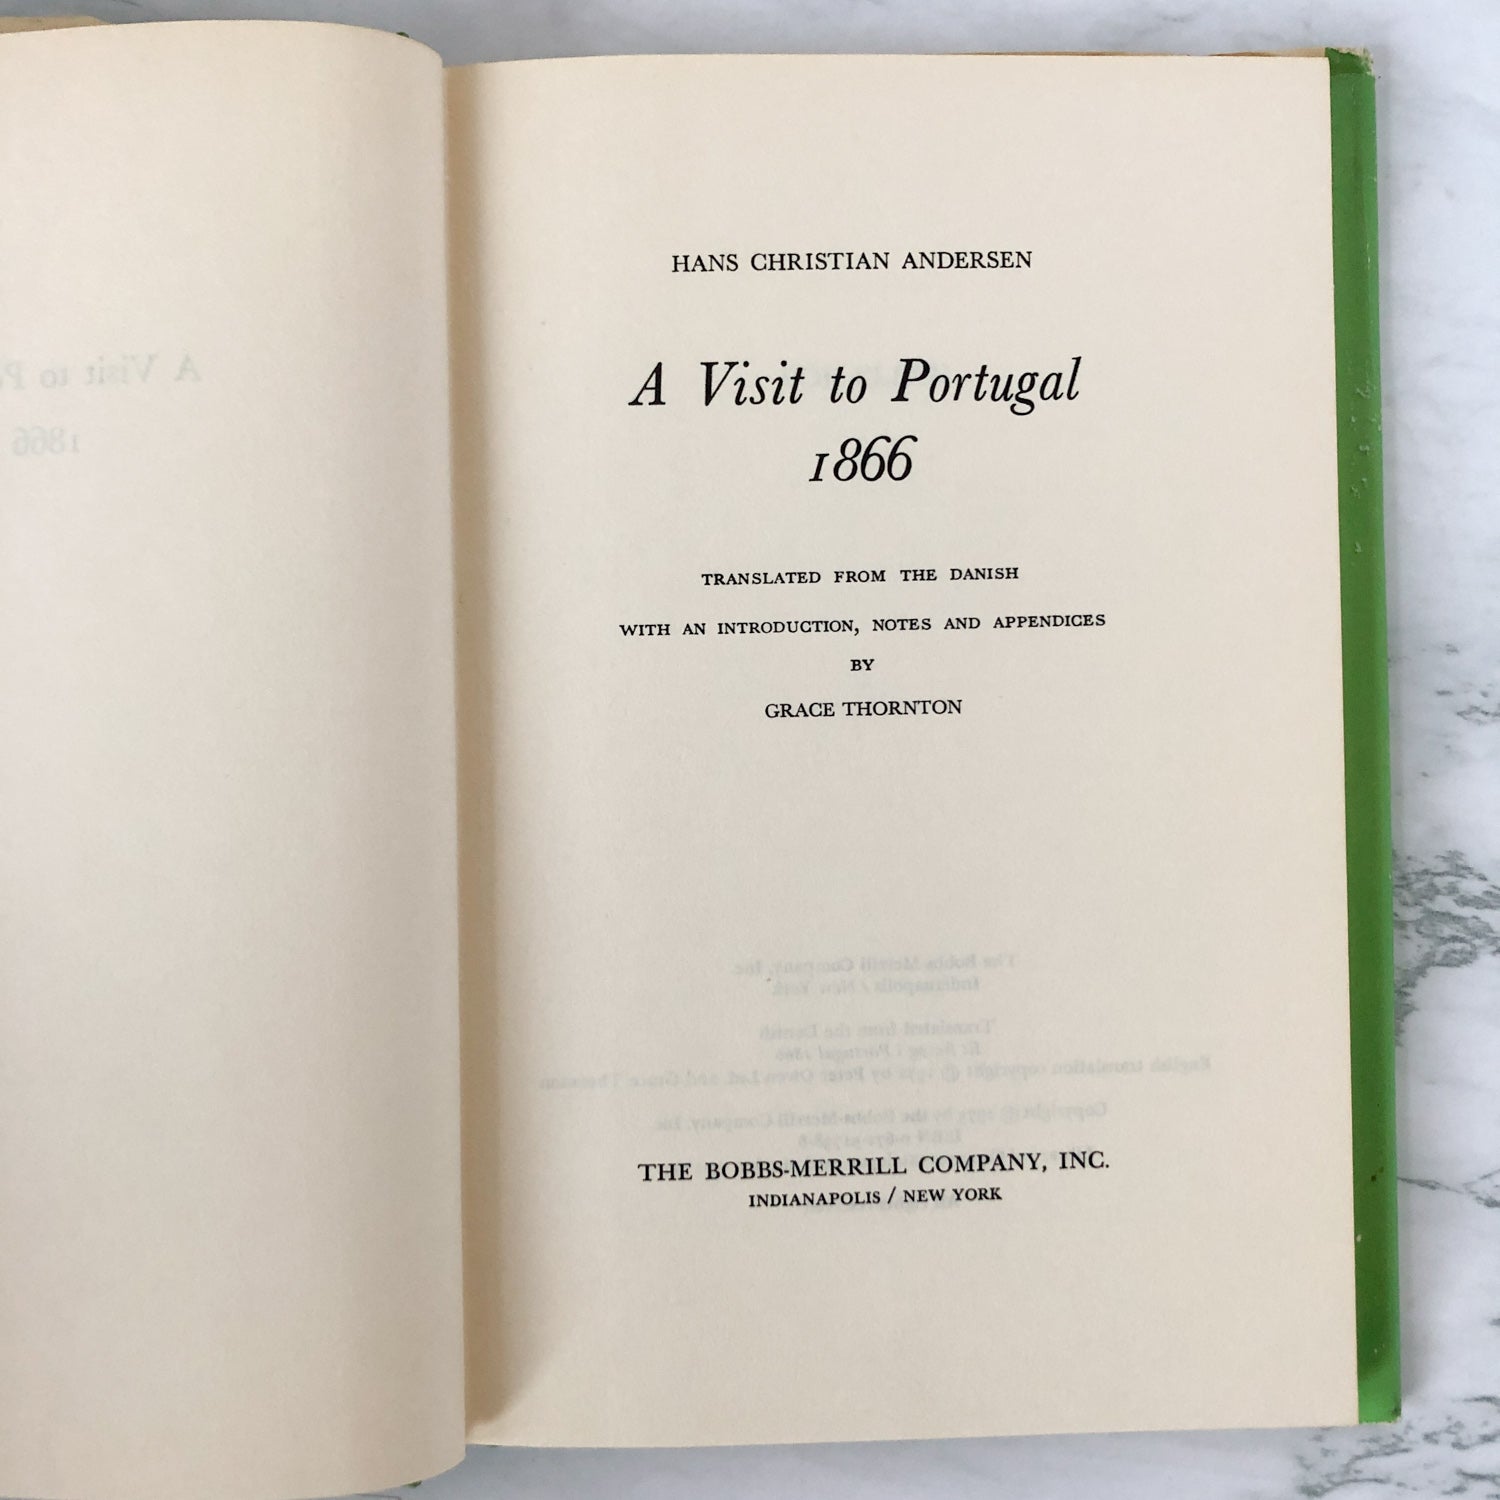 HANS CHRISTIAN ANDERSEN
A Visit to Portugal
1866
TRANSLATED FROM THE DANISH
WITH AN INTRODUCTION, NOTES AND APPENDICES
BY
GRACE THORNTON
THE BOBBS-MERRILL COMPANY, INC.
INDIANAPOLIS / NEW YORK